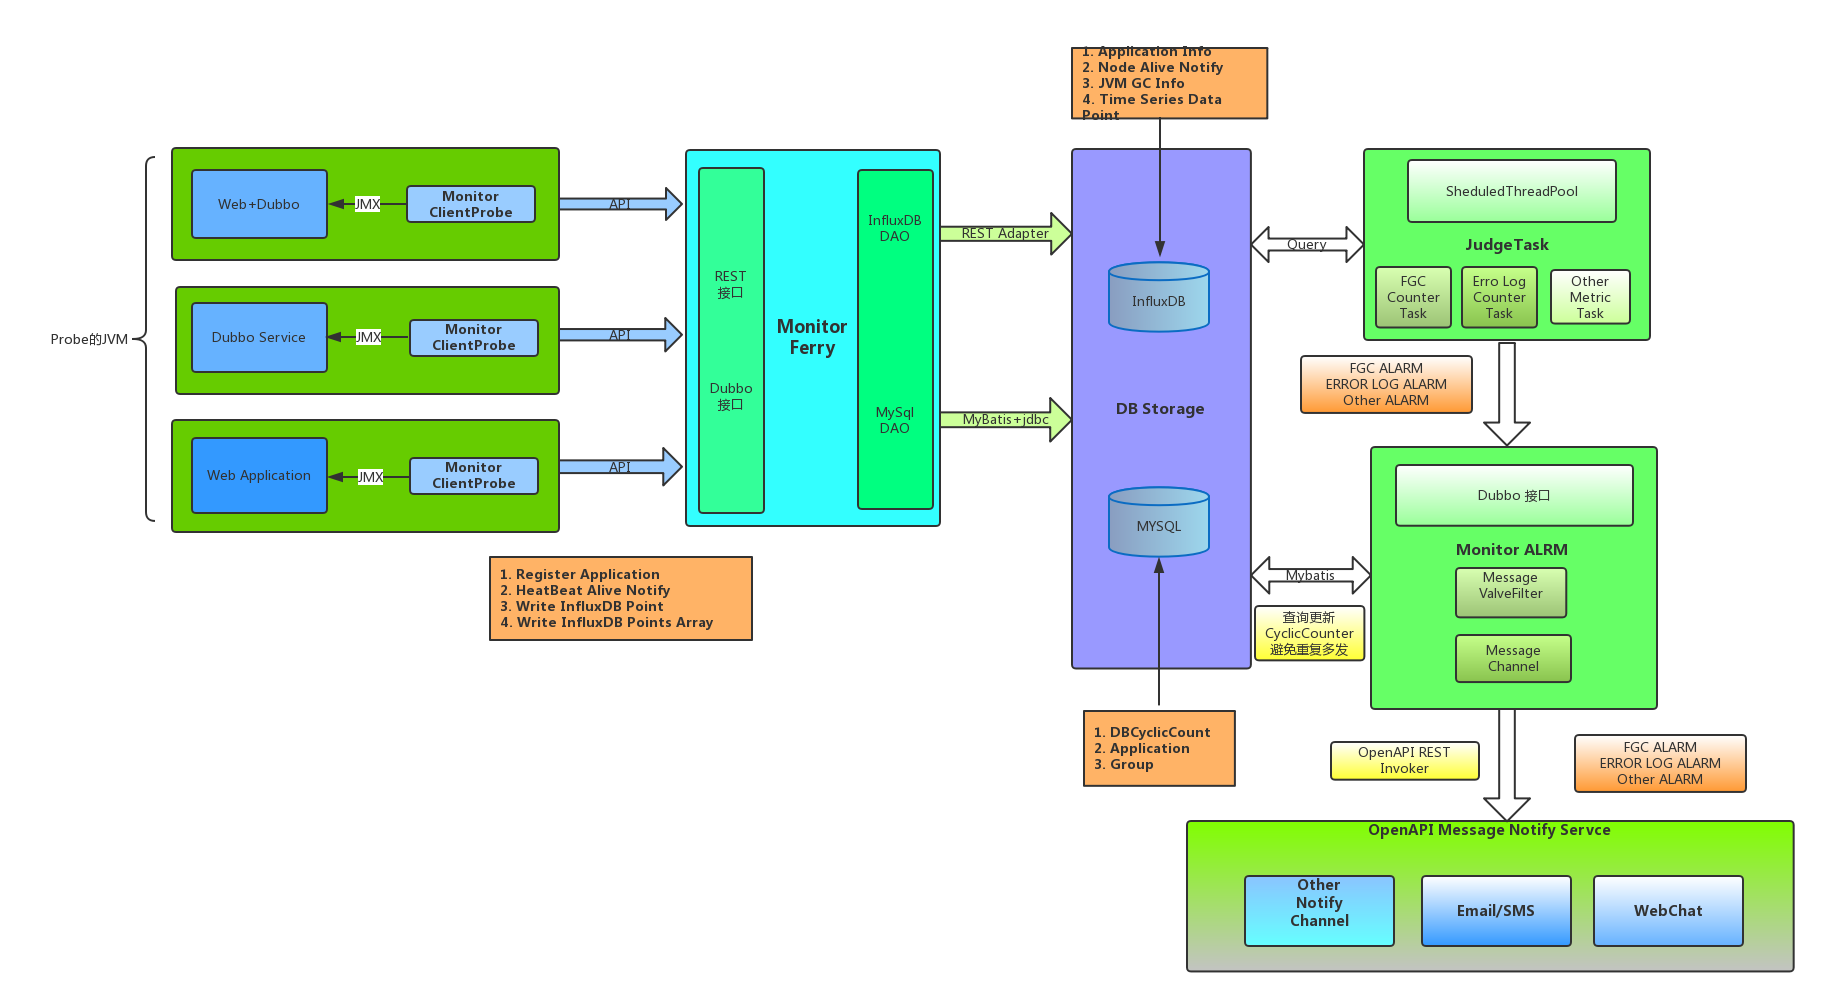 1. Application Info
2. Node Alive Notify
3. JVM GC Info
4. Time Series Data
Point
Probe的JVM
Web+Dubbo
JMX
Monitor
ClientProbe
API
Dubbo Service
JMX
Monitor
ClientProbe
API
Web Application
JMX
Monitor
ClientProbe
API
REST
接口
Dubbo
接口
Monitor
Ferry
InfluxDB
DAO
MySql
DAO
1. Register Application
2. HeatBeat Alive Notify
3. Write InfluxDB Point
4. Write InfluxDB Points Array
REST Adapter
MyBatis+jdbc
InfluxDB
DB Storage
MYSQL
1. DBCyclicCount
2. Application
3. Group
Query
Mybatis
查询更新
CyclicCounter
避免重复多发
SheduledThreadPool
JudgeTask
FGC
Counter
Task
Erro Log
Counter
Task
Other
Metric
Task
FGC ALARM
ERROR LOG ALARM
Other ALARM
Dubbo 接口
Monitor ALRM
Message
ValveFilter
Message
Channel
OpenAPI REST
Invoker
FGC ALARM
ERROR LOG ALARM
Other ALARM
OpenAPI Message Notify Servce
Other
Notify
Channel
Email/SMS
WebChat